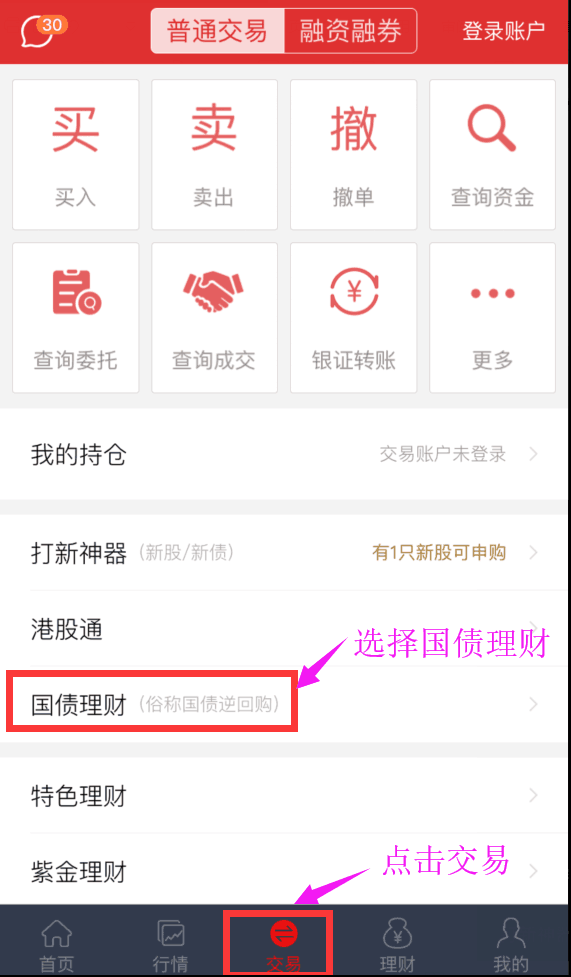 30 普通交易 融资融券 登录账户
买 卖 撤
买入 卖出 撤单 查询资金
查询委托 查询成交 银证转账 更多
我的持仓 交易账户未登录
打新神器 (新股/新债) 有1只新股可申购
港股通
选择国债理财
国债理财 (俗称国债逆回购)
特色理财
点击交易
紫金理财
首页 行情 交易 理财 我的